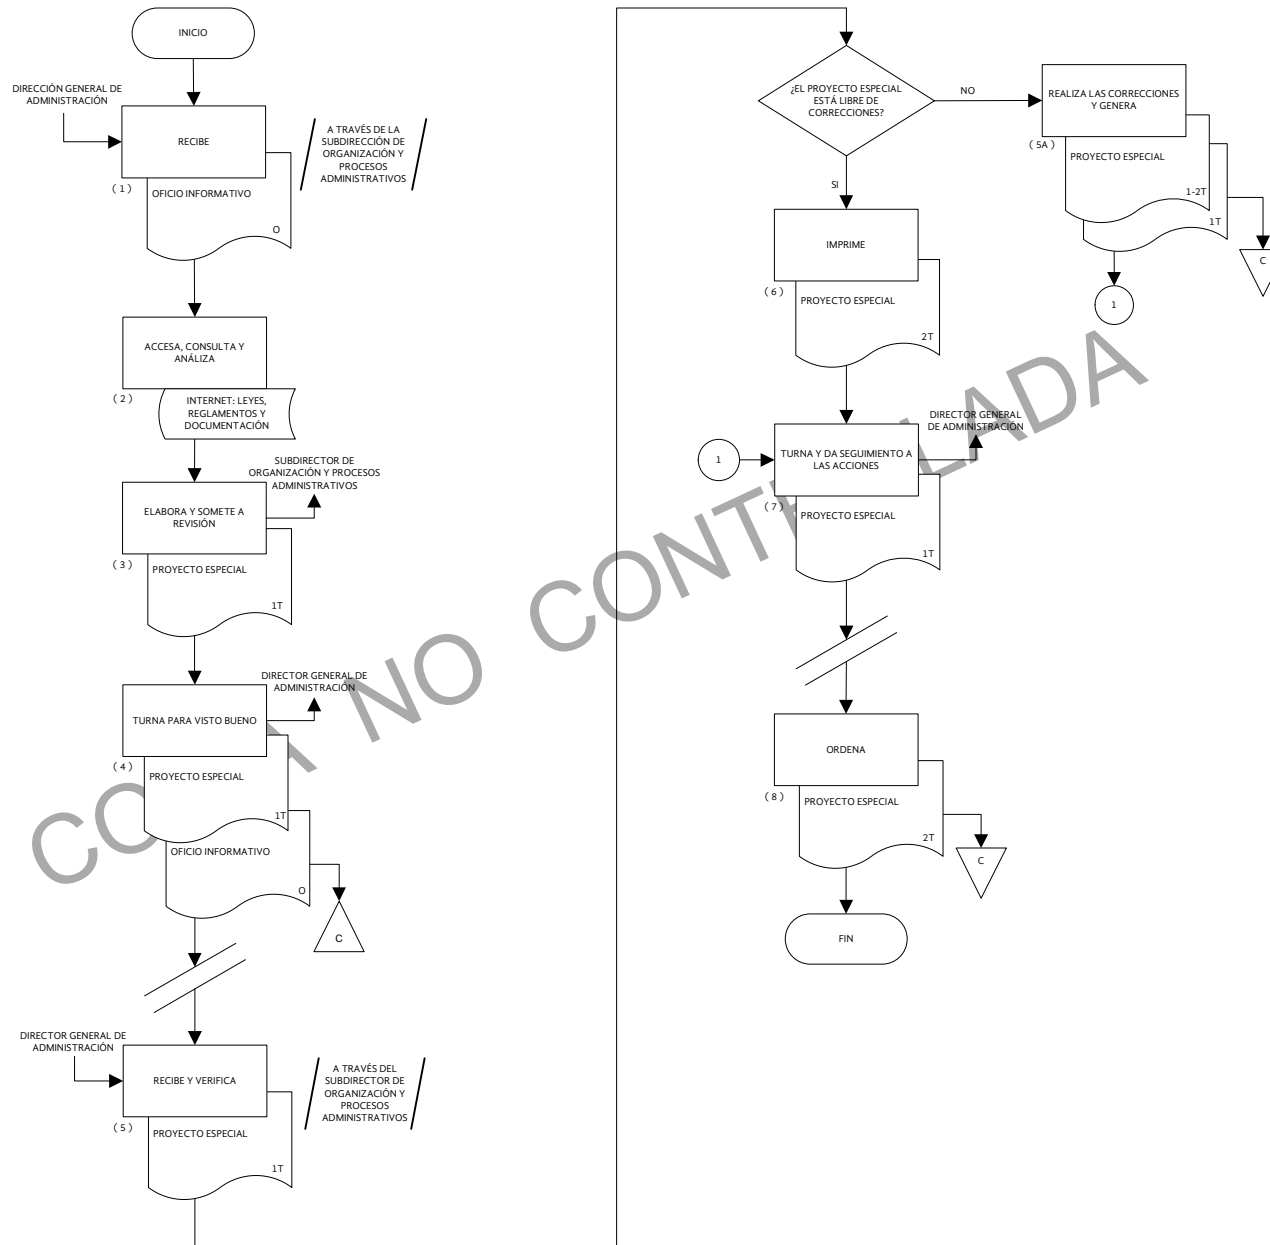 INICIO
DIRECCIÓN GENERAL DE
ADMINISTRACIÓN
RECIBE
A TRAVÉS DE LA
SUBDIRECCIÓN DE
ORGANIZACIÓN Y
PROCESOS
ADMINISTRATIVOS
( 1 )
OFICIO INFORMATIVO
O
ACCESA, CONSULTA Y
ANÁLIZA
( 2 )
INTERNET: LEYES,
REGLAMENTOS Y
DOCUMENTACIÓN
SUBDIRECTOR DE
ORGANIZACIÓN Y PROCESOS
ADMINISTRATIVOS
ELABORA Y SOMETE A
REVISIÓN
( 3 )
PROYECTO ESPECIAL
1T
DIRECTOR GENERAL DE
ADMINISTRACIÓN
TURNA PARA VISTO BUENO
( 4 )
PROYECTO ESPECIAL
1T
OFICIO INFORMATIVO
O
C
DIRECTOR GENERAL DE
ADMINISTRACIÓN
RECIBE Y VERIFICA
A TRAVÉS DEL
SUBDIRECTOR DE
ORGANIZACIÓN Y
PROCESOS
ADMINISTRATIVOS
( 5 )
PROYECTO ESPECIAL
1T
¿EL PROYECTO ESPECIAL
ESTÁ LIBRE DE
CORRECCIONES?
NO
REALIZA LAS CORRECCIONES
Y GENERA
( 5A )
PROYECTO ESPECIAL
1-2T
1T
C
1
SI
IMPRIME
( 6 )
PROYECTO ESPECIAL
2T
DIRECTOR GENERAL
DE ADMINISTRACIÓN
1
TURNA Y DA SEGUIMIENTO A
LAS ACCIONES
( 7 )
PROYECTO ESPECIAL
1T
ORDENA
( 8 )
PROYECTO ESPECIAL
2T
C
FIN
NO